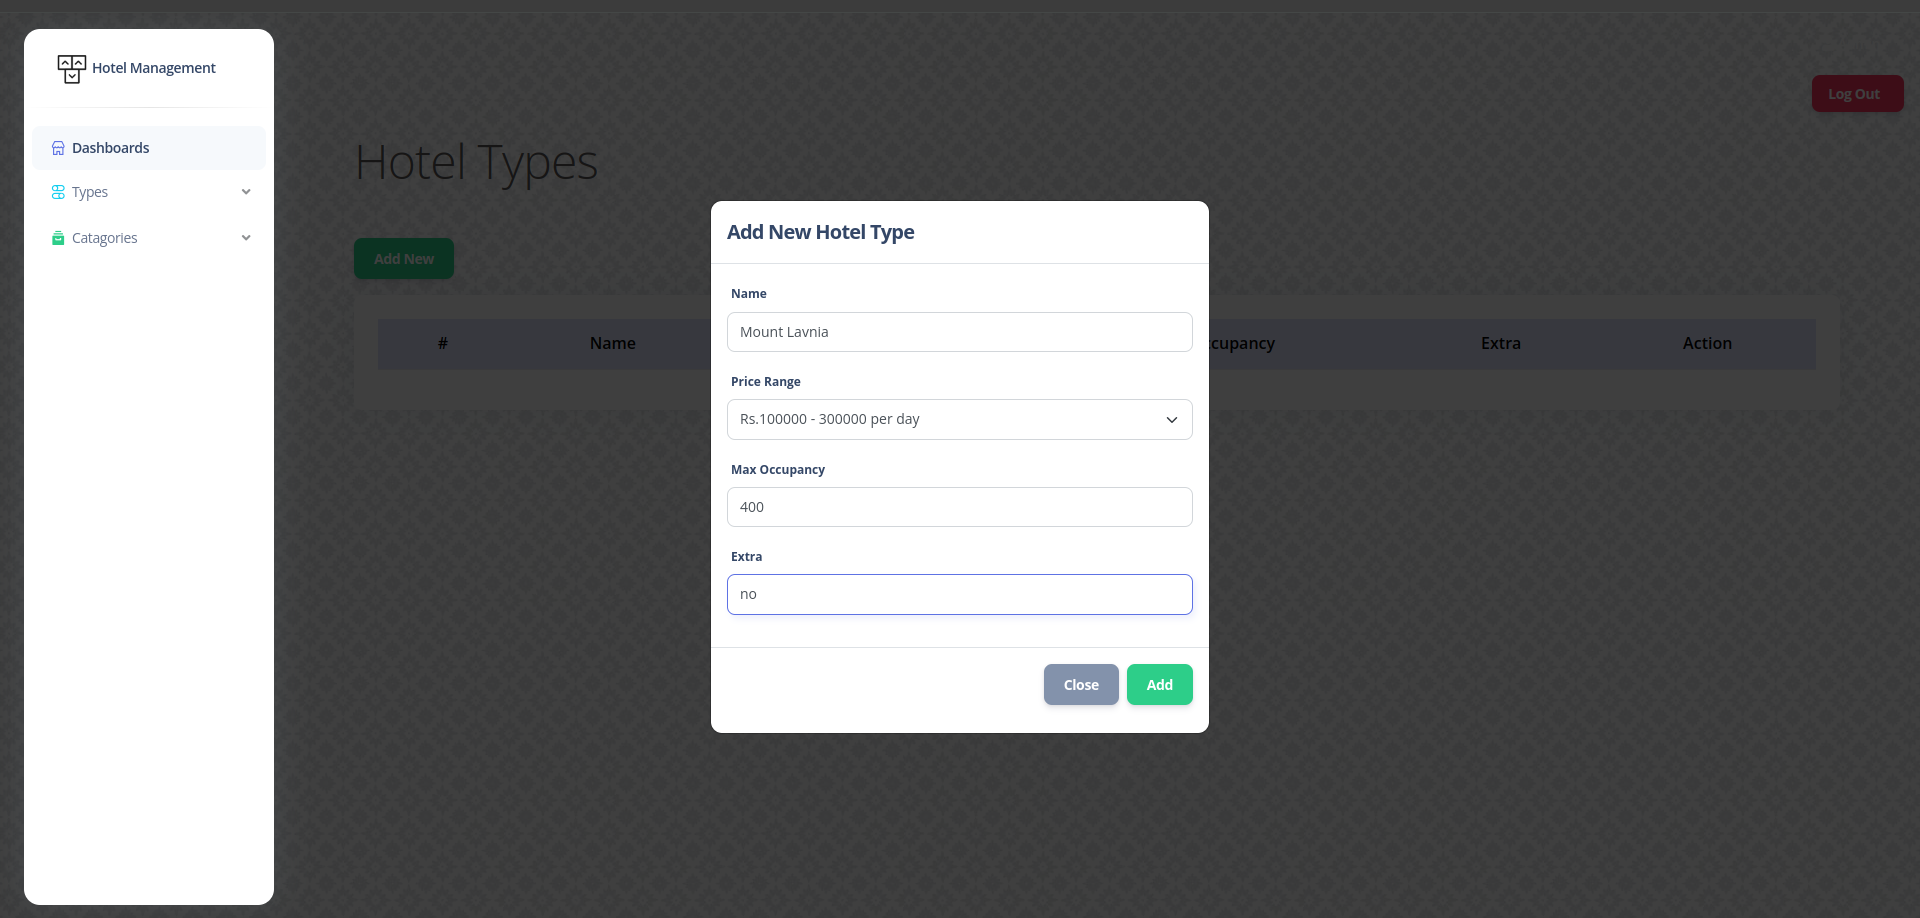 Hotel Management
Dashboards
Types
Catagories
Log Out
Hotel Types
Add New
# Name ccupancy Extra Action
Add New Hotel Type
Name
Mount Lavnia
Price Range
Rs.100000 - 300000 per day
Max Occupancy
400
Extra
no
Close Add